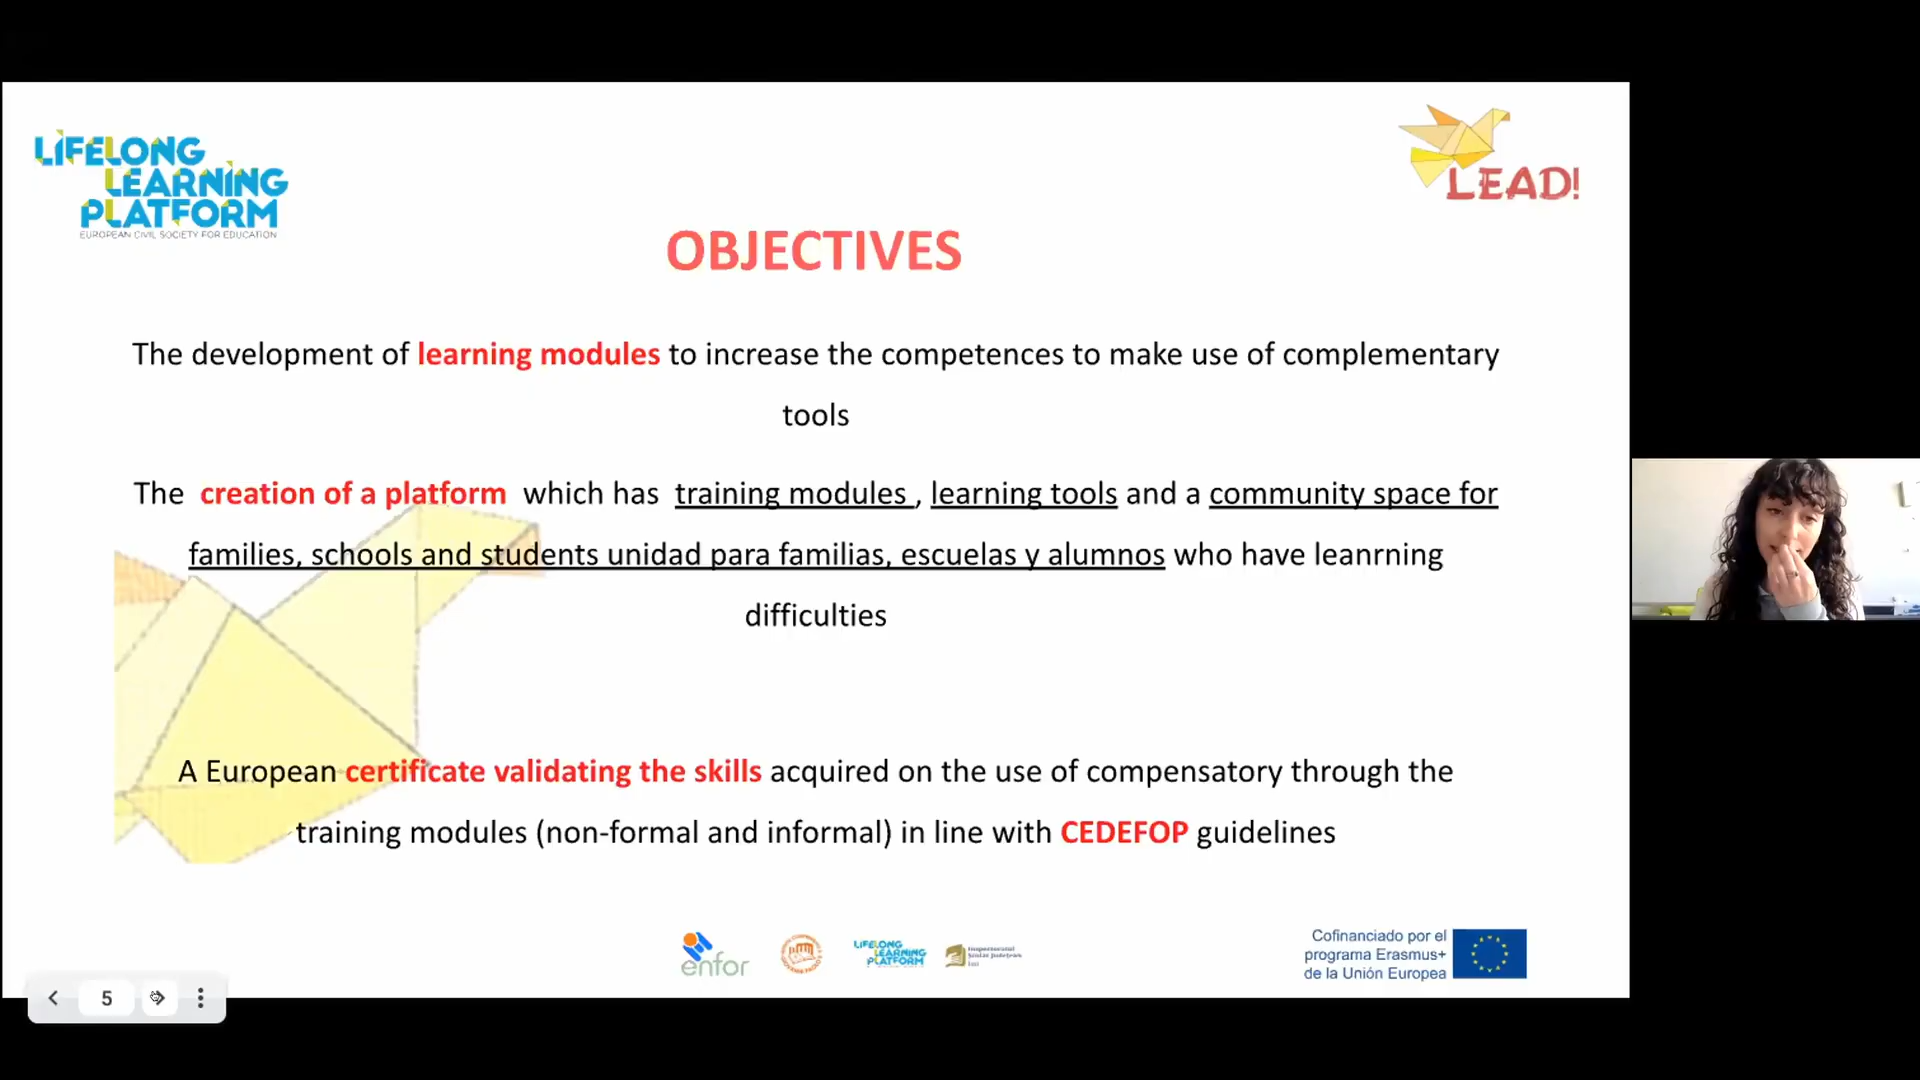 LIFELONG
LEARNING
PLATFORM
EUROPEAN CIVIL SOCIETY FOR EDUCATION
LEAD!
OBJECTIVES
The development of learning modules to increase the competences to make use of complementary
tools
The creation of a platform which has training modules , learning tools and a community space for
families, schools and students unidad para familias, escuelas y alumnos who have leanrning
difficulties
A European certificate validating the skills acquired on the use of compensatory through the
training modules (non-formal and informal) in line with CEDEFOP guidelines
enfor
LIFELONG
LEARNING
PLATFORM
Inspectoratul
Școlar Județean
Iași
Cofinanciado por el
programa Erasmus+
de la Unión Europea
5